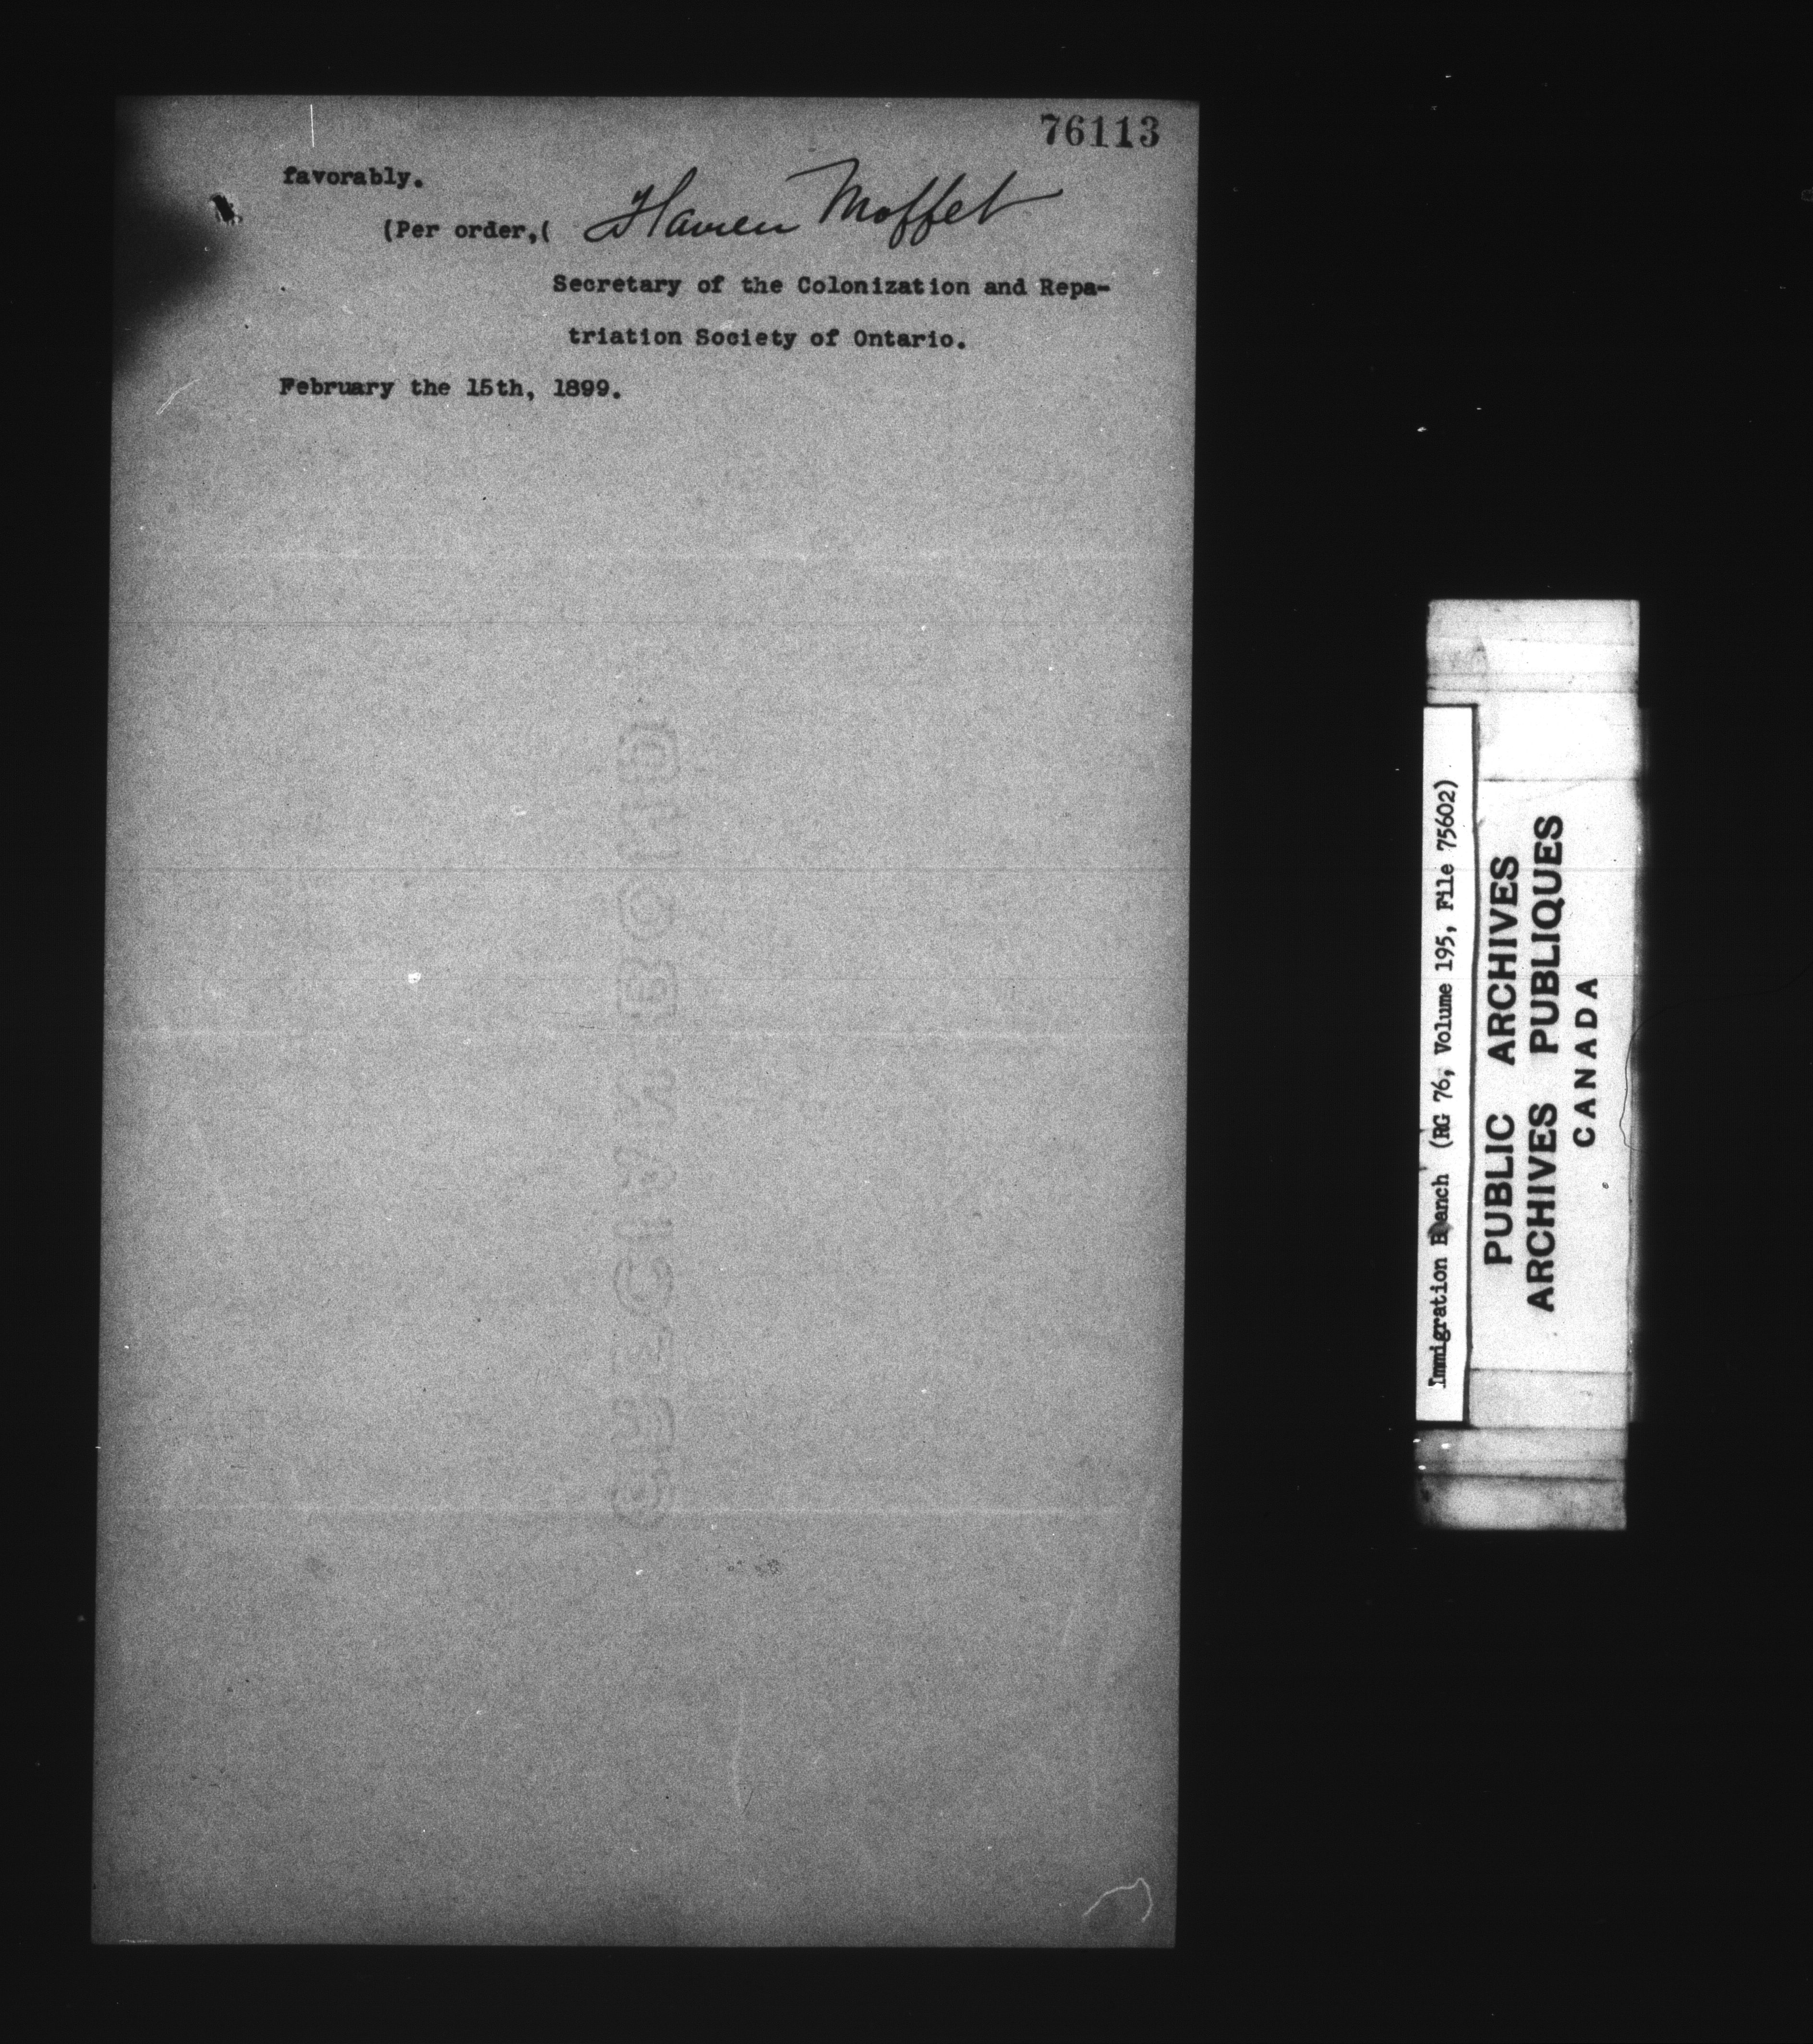 76113
favorably.
(Per order,( Moffet
Secretary of the Colonization and Repa-
triation Society of Ontario.
February the 15th, 1899.
Immigration Branch (RG 76, Volume 195, File 75602)
PUBLIC ARCHIVES
ARCHIVES PUBLIQUES
CANADA